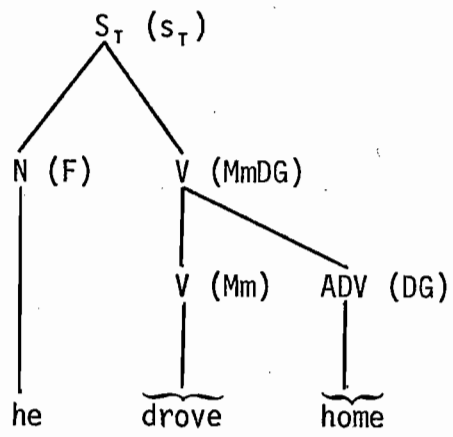 S_T (s_T)
N (F) V (MmDG)
V (Mm) ADV (DG)
he drove home